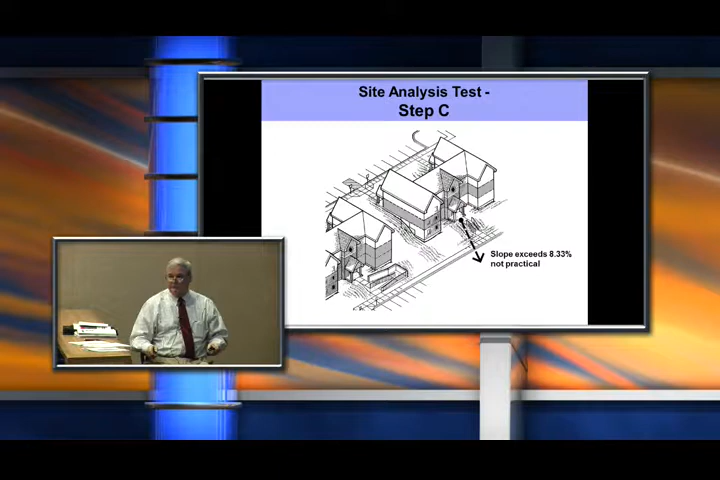 Site Analysis Test -
Step C
Slope exceeds 8.33%
not practical